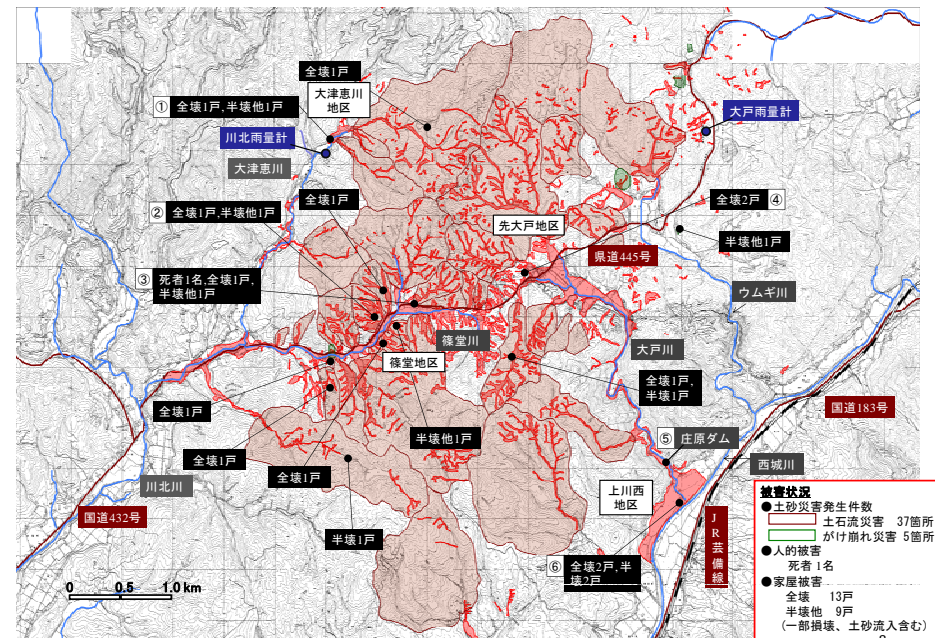 全壊1戸
大津恵川
地区
① 全壊1戸,半壊他1戸
大戸雨量計
川北雨量計
大津恵川
全壊1戸
全壊2戸 ④
② 全壊1戸,半壊他1戸
先大戸地区
半壊他1戸
県道445号
③ 死者1名,全壊1戸,
半壊他1戸
ウムギ川
篠堂川
大戸川
篠堂地区
全壊1戸,
半壊1戸
全壊1戸
国道183号
半壊他1戸
⑤ 庄原ダム
全壊1戸
全壊1戸
西城川
川北川
上川西
地区
国道432号
半壊1戸
JR芸備線
⑥ 全壊2戸,半
壊2戸
0 0.5 1.0 km
被害状況
●土砂災害発生件数
土石流災害 37箇所
がけ崩れ災害 5箇所
●人的被害
死者 1名
●家屋被害
全壊 13戸
半壊他 9戸
(一部損壊、土砂流入含む)